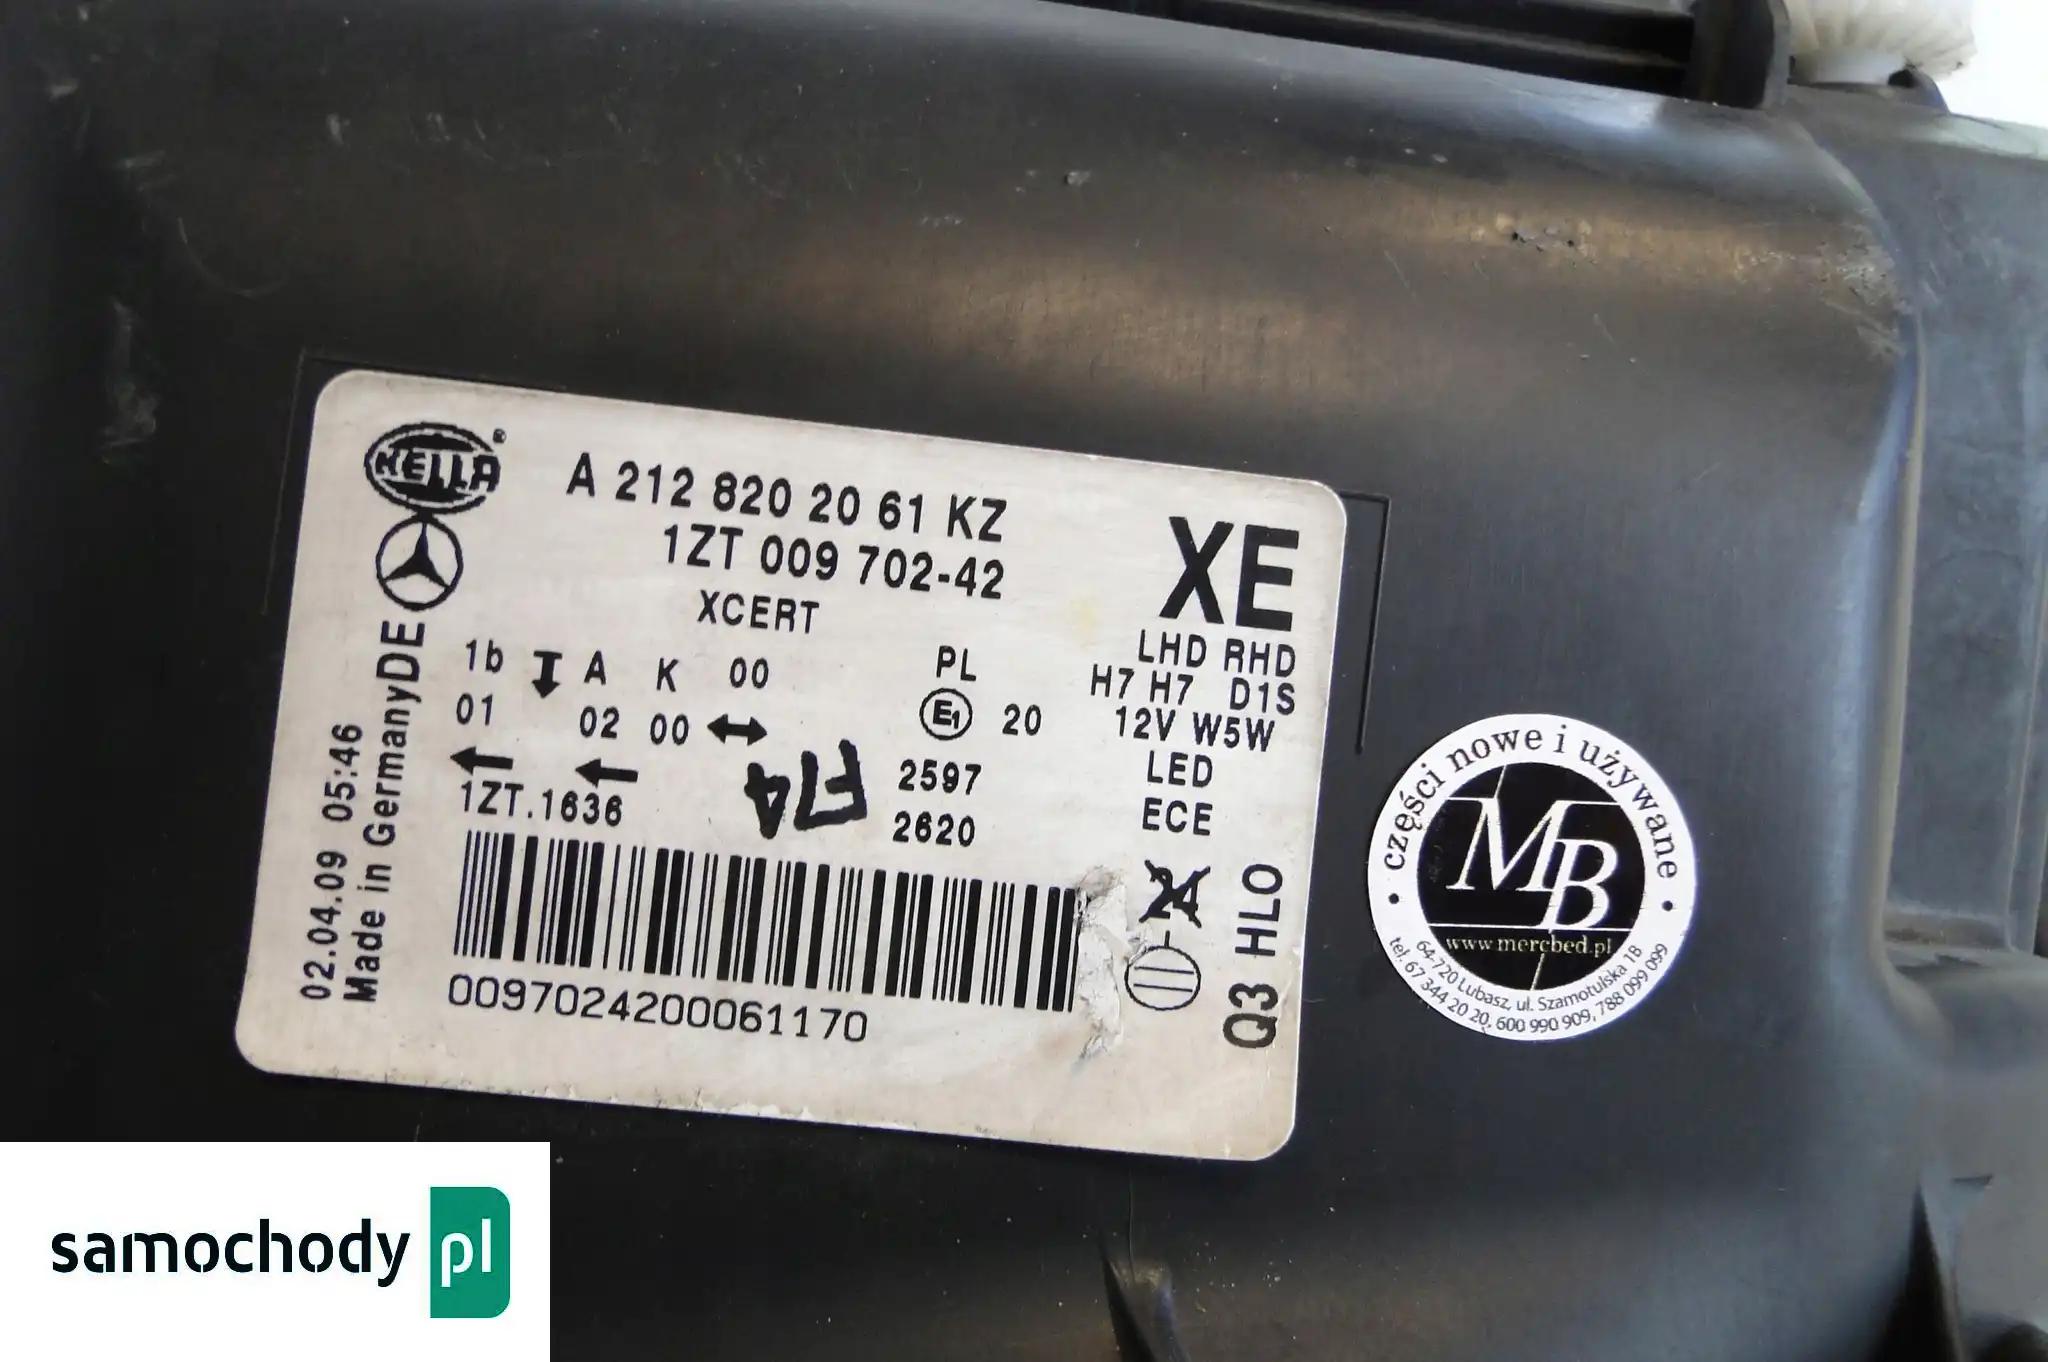 HELLA ®
A 212 820 20 61 KZ
1ZT 009 702-42
XCERT
XE
LHD RHD
H7 H7 D1S
12V W5W
LED
ECE
DE
1b A K 00
01 02 00
1ZT.1636
PL
E1 20
2597
2620
F14
02.04.09 05:46
Made in Germany
24
Q3 HLO
0097024200061170
• części nowe i używane •
MB
www.mercbed.pl
64-720 Lubasz, ul. Szamotulska 1B
tel. 67 344 20 20, 600 990 909, 788 099 099
samochody pl